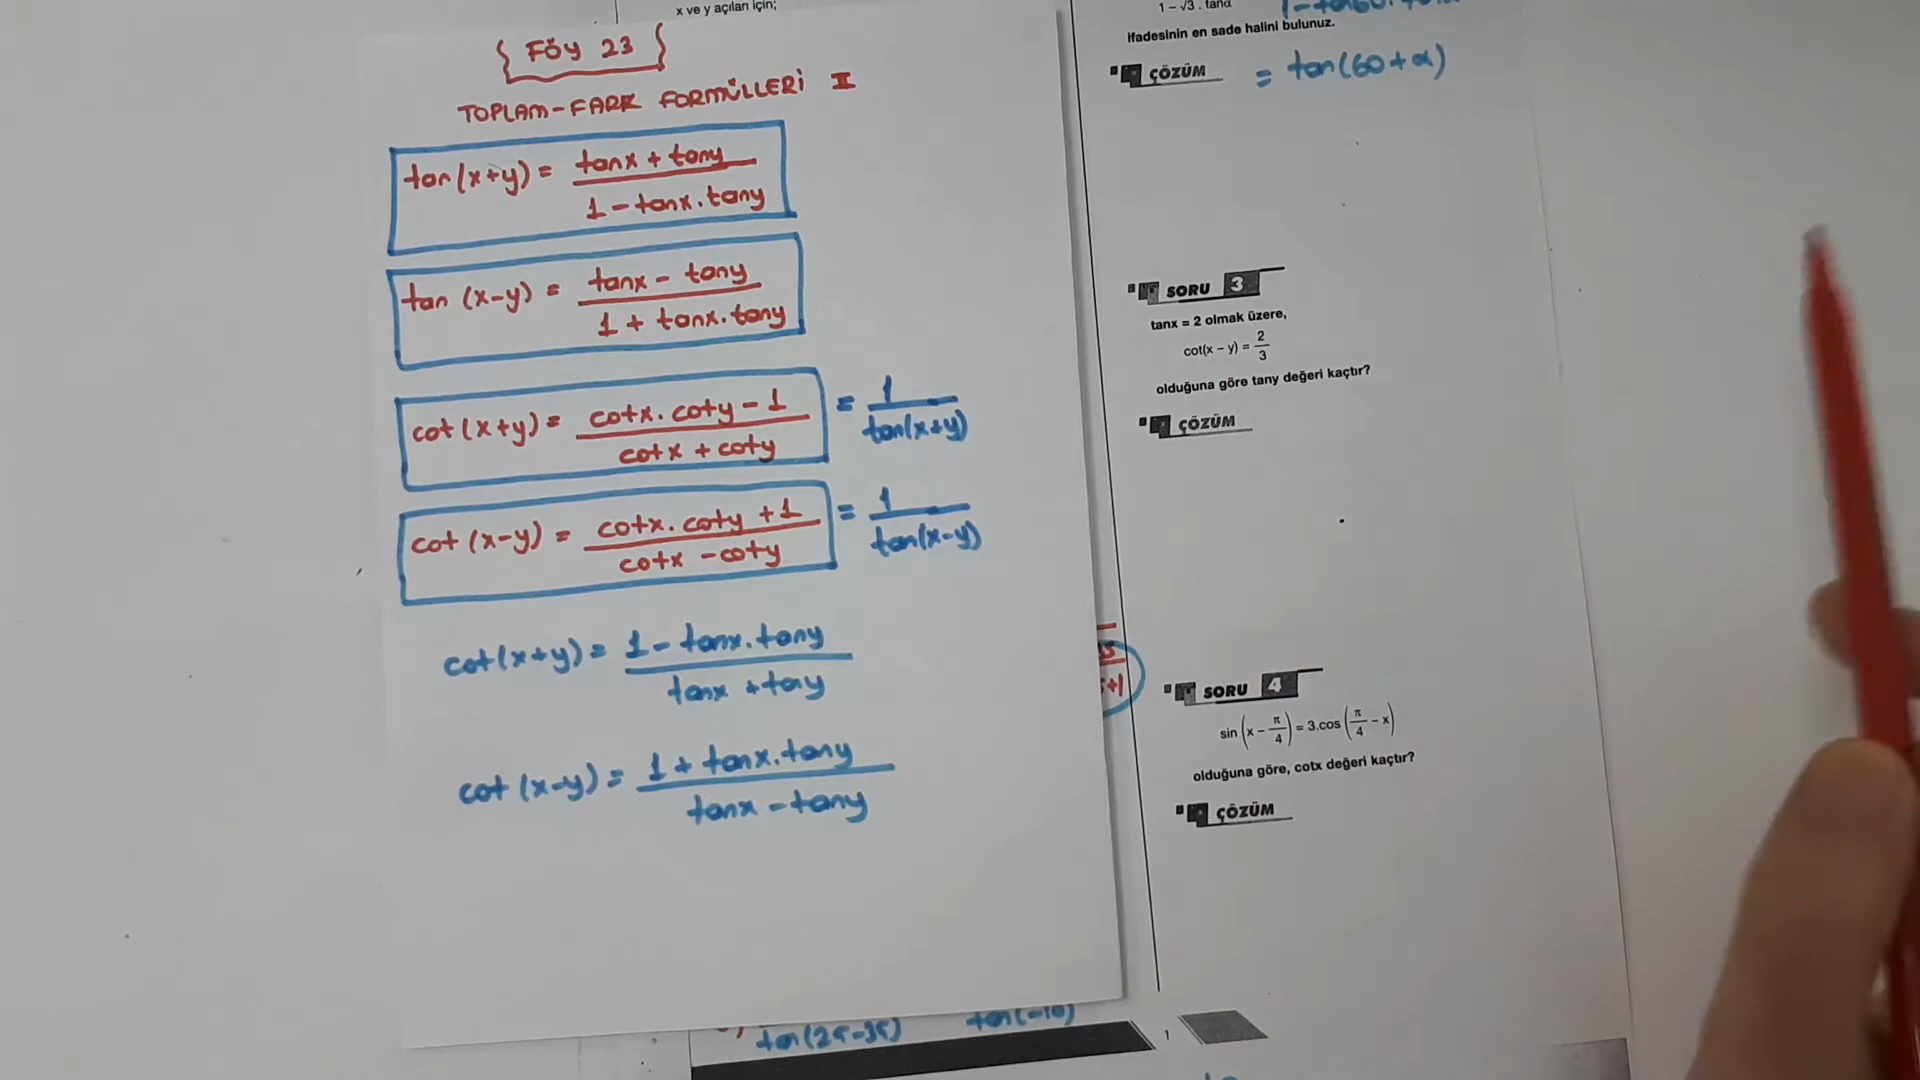 x ve y açıları için;
Föy 23
TOPLAM-FARK FORMÜLLERİ II
tan(x+y) = tanx + tany / 1 - tanx.tany
tan (x-y) = tanx - tany / 1 + tanx.tany
cot (x+y) = cotx.coty - 1 / cotx + coty = 1 / tan(x+y)
cot (x-y) = cotx.coty + 1 / cotx - coty = 1 / tan(x-y)
cot(x+y) = 1 - tanx.tany / tanx + tany
cot (x-y) = 1 + tanx.tany / tanx - tany
tan(25-35) tan(-10)
1 - √3 . tanα
ifadesinin en sade halini bulunuz.
ÇÖZÜM = tan(60+α)
SORU 3
tanx = 2 olmak üzere,
cot(x - y) = 2/3
olduğuna göre tany değeri kaçtır?
ÇÖZÜM
SORU 4
sin(x - π/4) = 3.cos(π/4 - x)
olduğuna göre, cotx değeri kaçtır?
ÇÖZÜM
1